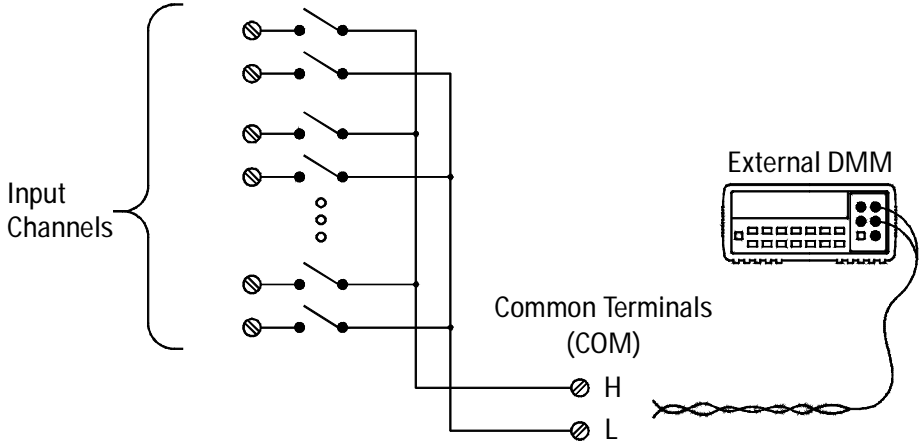 External DMM
Input
Channels
Common Terminals
(COM)
H
L